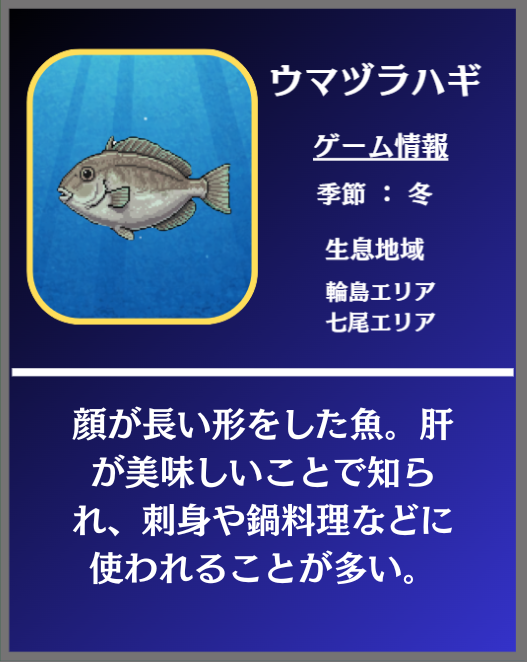 ウマヅラハギ
ゲーム情報
季節 : 冬
生息地域
輪島エリア
七尾エリア
顔が長い形をした魚。肝
が美味しいことで知ら
れ、刺身や鍋料理などに
使われることが多い。